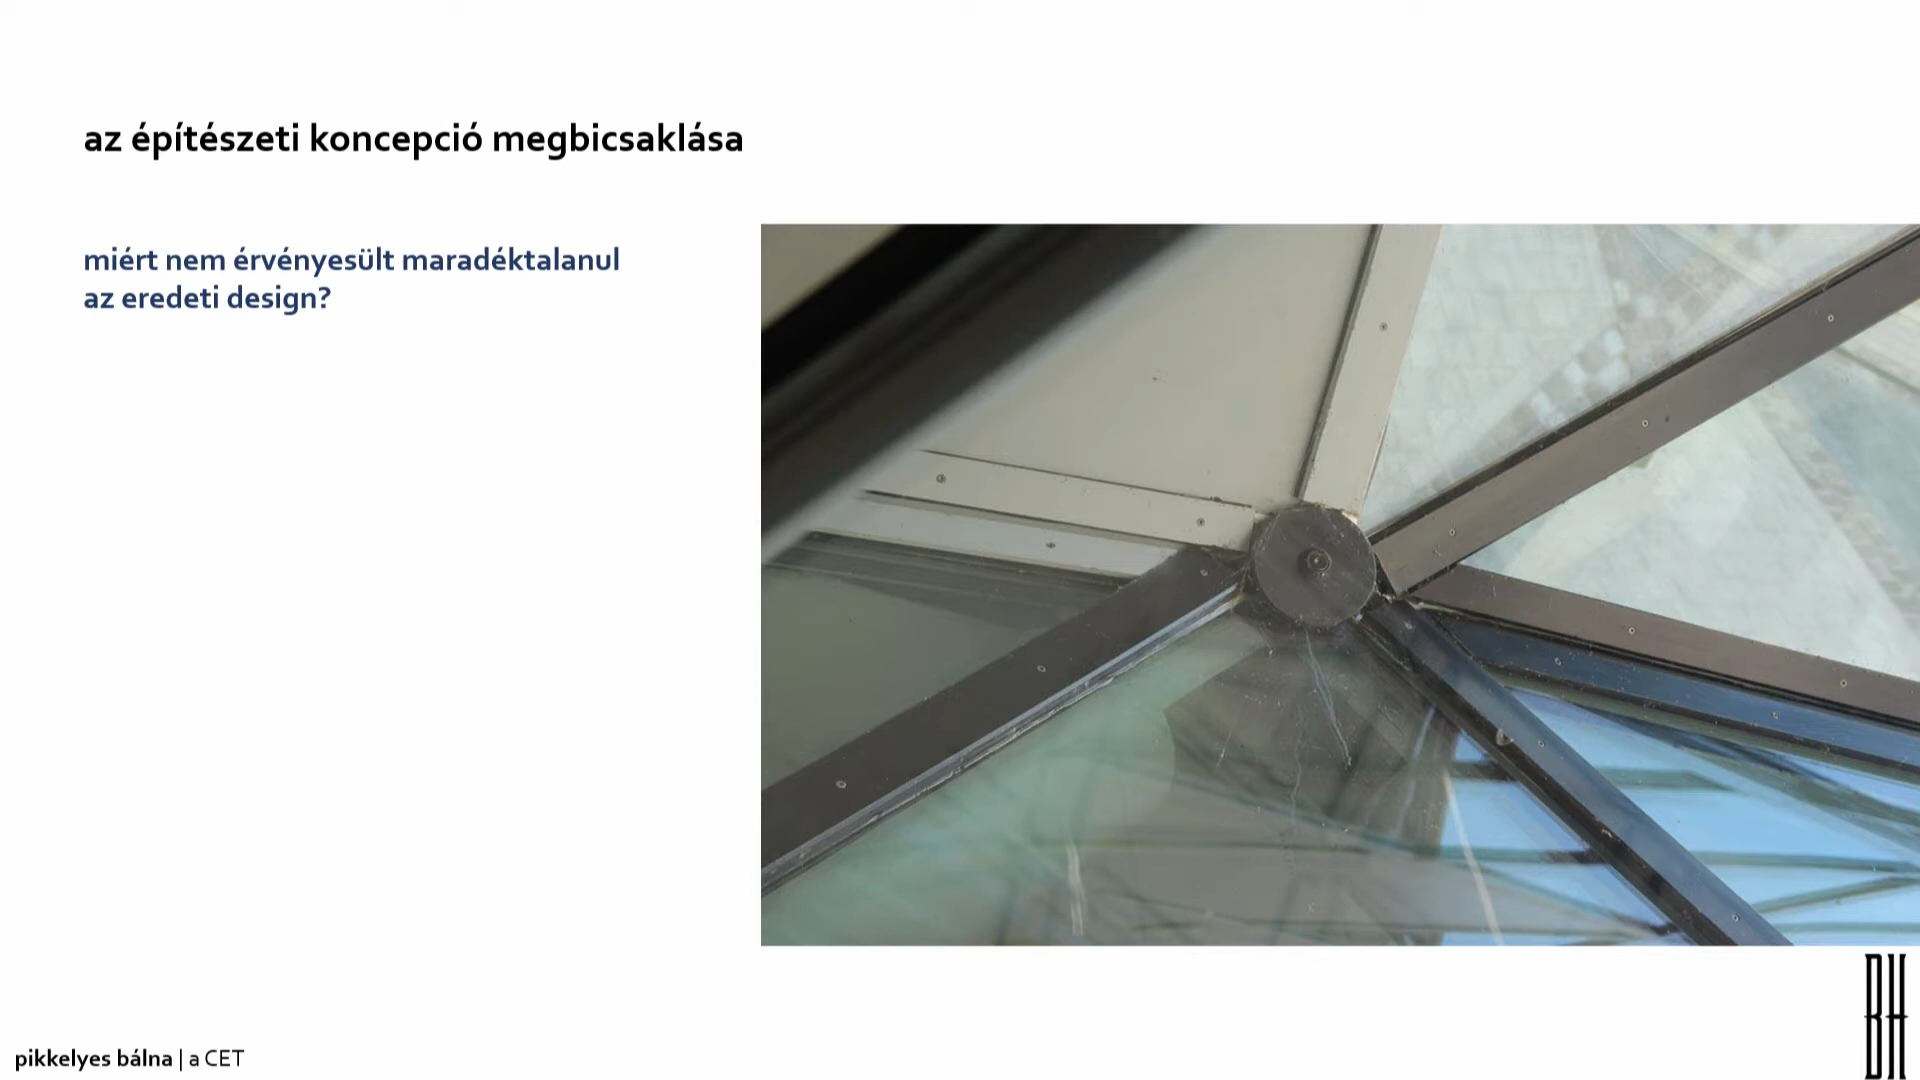 az építészeti koncepció megbicsaklása
miért nem érvényesült maradéktalanul
az eredeti design?
pikkelyes bálna | a CET
BH